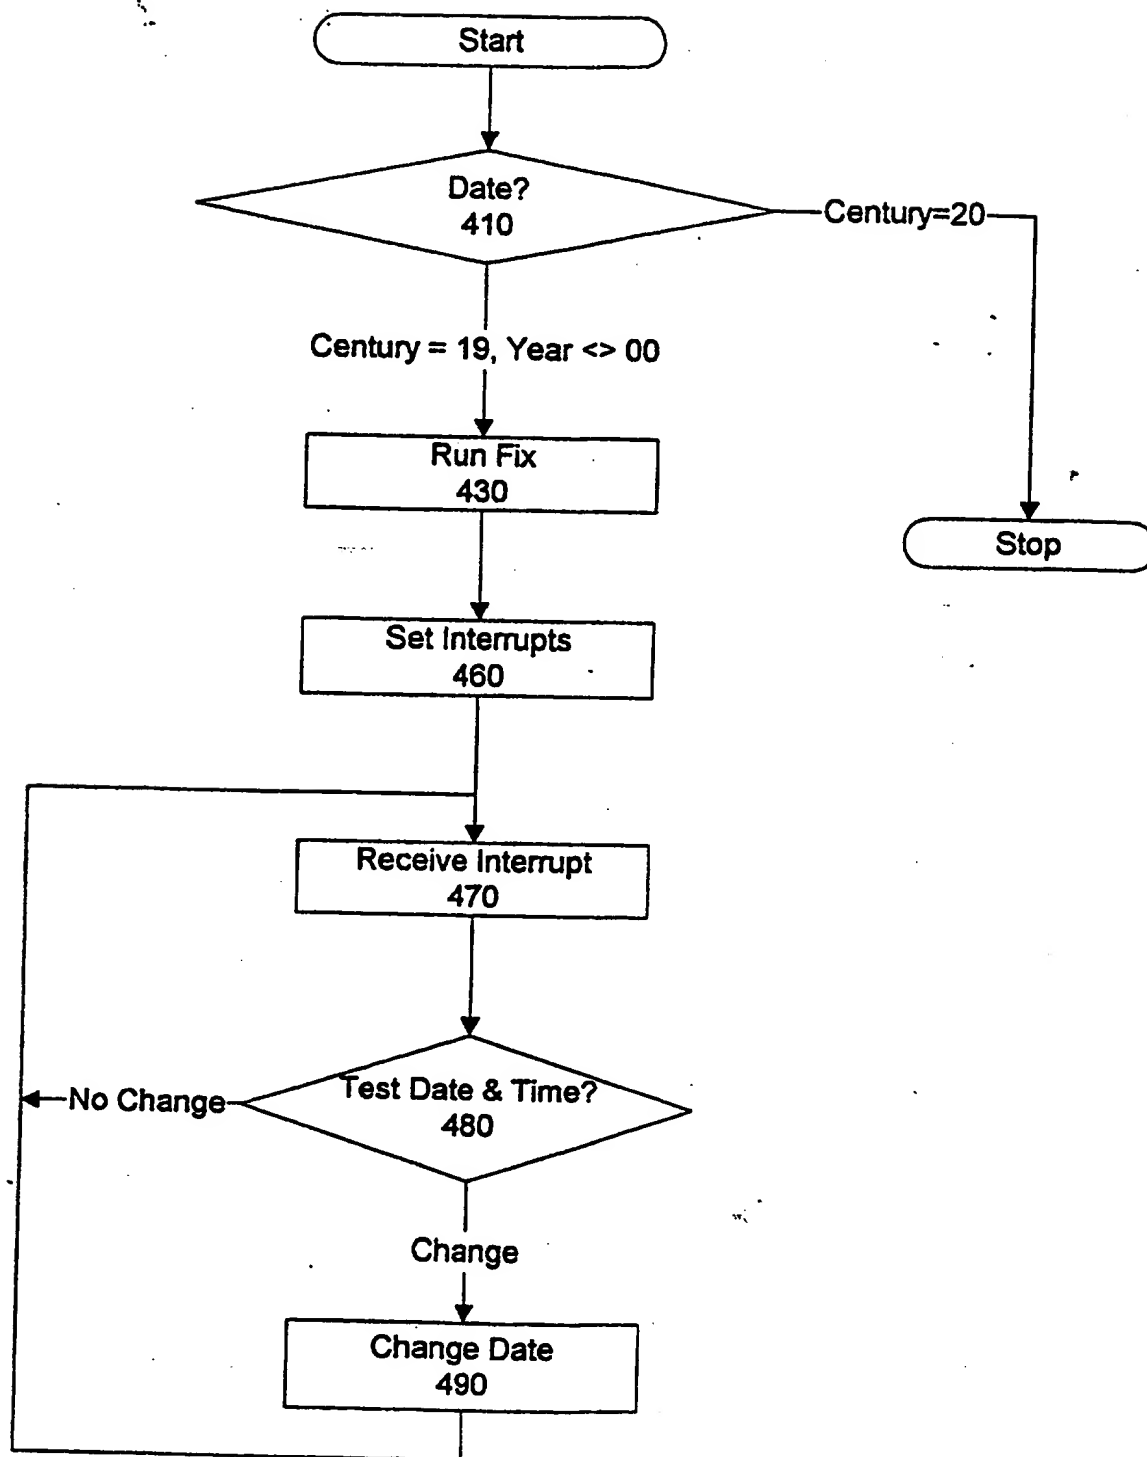 Start
Date?
410
Century=20
Century = 19, Year <> 00
Run Fix
430
Stop
Set Interrupts
460
Receive Interrupt
470
Test Date & Time?
480
No Change
Change
Change Date
490